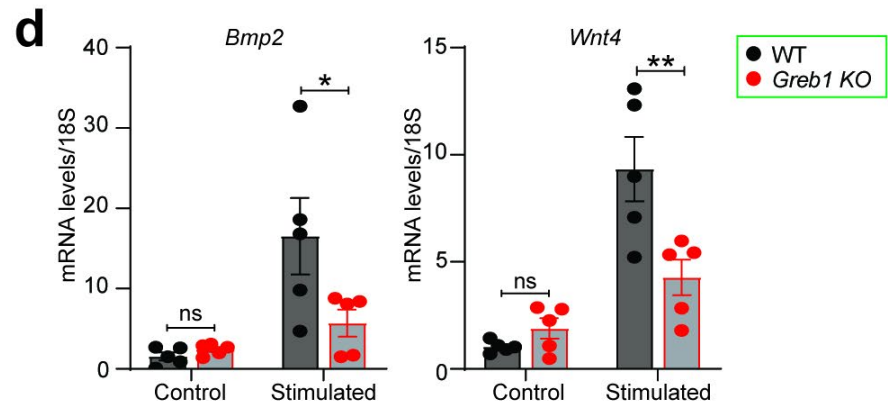 d
Bmp2
mRNA levels/18S
40
30
20
10
0
ns
*
Control
Stimulated
Wnt4
mRNA levels/18S
15
10
5
0
ns
**
Control
Stimulated
WT
Greb1 KO